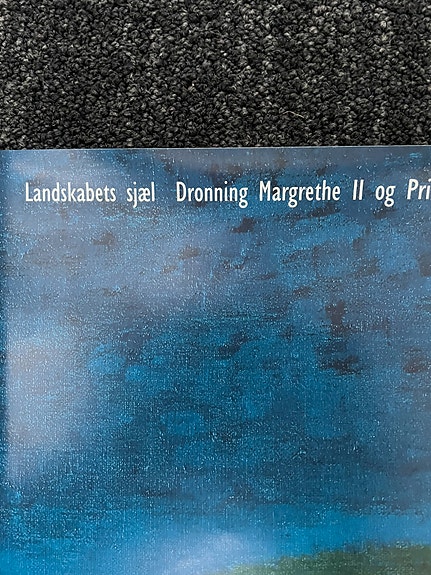 Landskabets sjæl Dronning Margrethe II og Pri